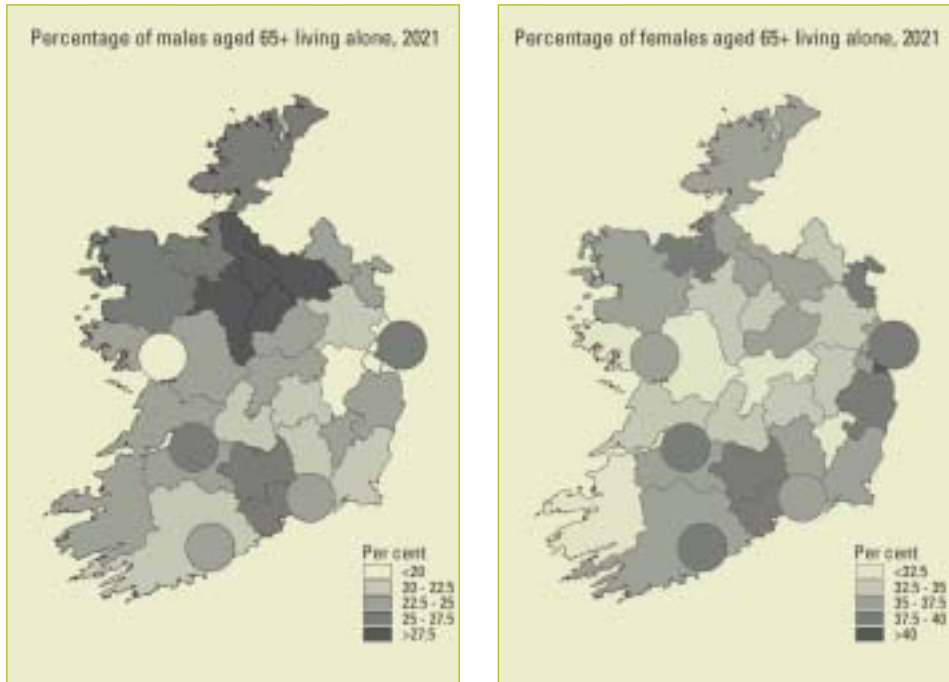 Percentage of males aged 65+ living alone, 2021
Per cent
<20
20 - 22.5
22.5 - 25
25 - 27.5
>27.5
Percentage of females aged 65+ living alone, 2021
Per cent
<32.5
32.5 - 35
35 - 37.5
37.5 - 40
>40